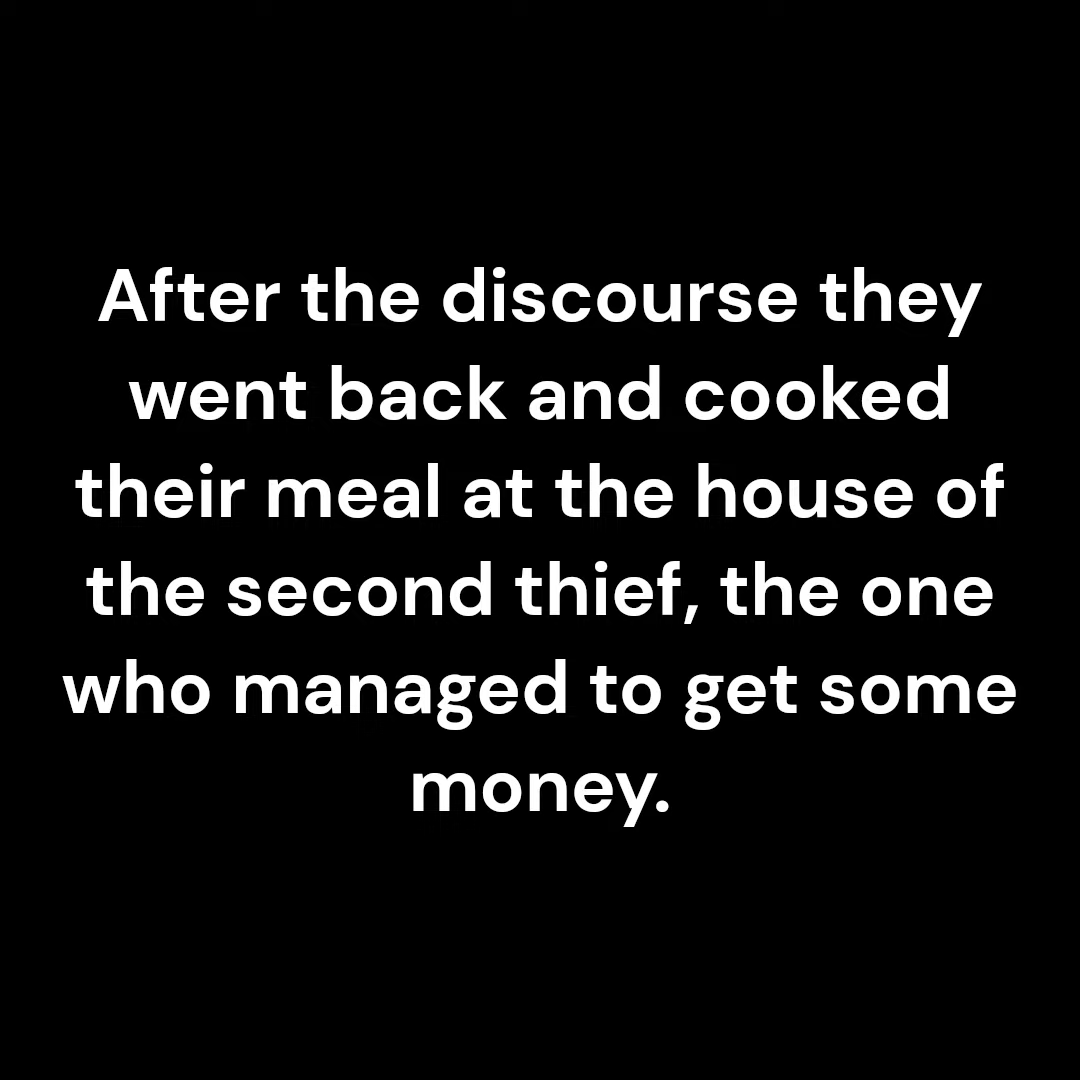 After the discourse they
went back and cooked
their meal at the house of
the second thief, the one
who managed to get some
money.